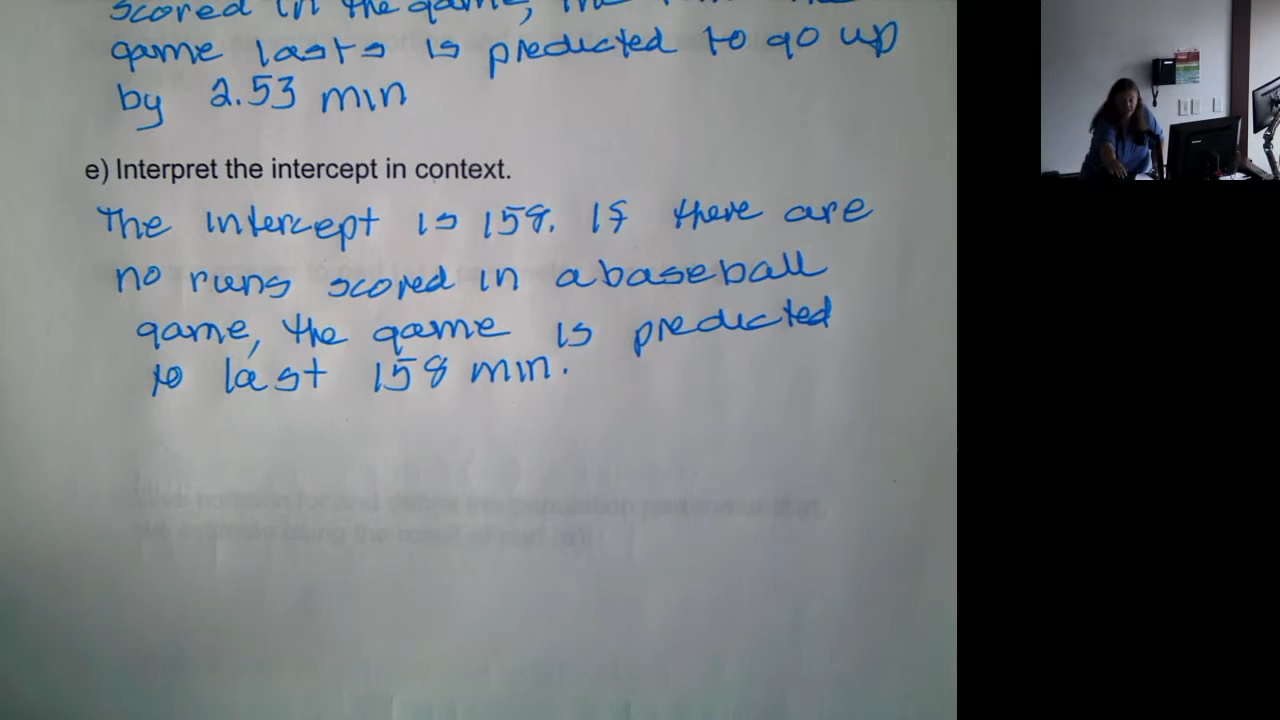 scored in the game, the
game lasts is predicted to go up
by 2.53 min
e) Interpret the intercept in context.
The intercept is 158. If there are
no runs scored in a baseball
game, the game is predicted
to last 158 min.